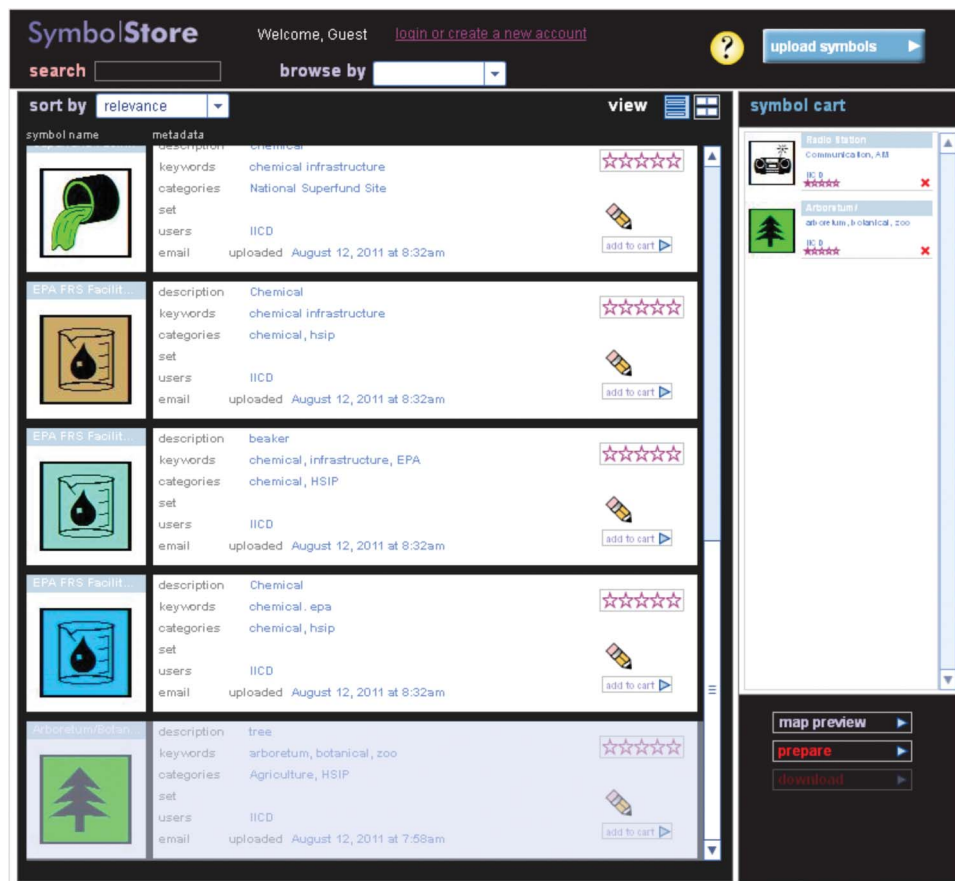 SymbolStore
Welcome, Guest login or create a new account
? upload symbols
search browse by
sort by relevance view
symbol name metadata
description chemical
keywords chemical infrastructure
categories National Superfund Site
set
users IICD
add to cart
email uploaded August 12, 2011 at 8:32am
EPA FRS Facilit...
description Chemical
keywords chemical infrastructure
categories chemical, hsip
set
users IICD
add to cart
email uploaded August 12, 2011 at 8:32am
EPA FRS Facilit...
description beaker
keywords chemical, infrastructure, EPA
categories chemical, HSIP
set
users IICD
add to cart
email uploaded August 12, 2011 at 8:32am
EPA FRS Facilit...
description Chemical
keywords chemical. epa
categories chemical, hsip
set
users IICD
add to cart
email uploaded August 12, 2011 at 8:32am
Arboretum/Botan...
description tree
keywords arboretum, botanical, zoo
categories Agriculture, HSIP
set
users IICD
add to cart
email uploaded August 12, 2011 at 7:58am
symbol cart
Radio Station
Communication, AM
IICD
Arboretum/
arboretum, botanical, zoo
IICD
map preview
prepare
download